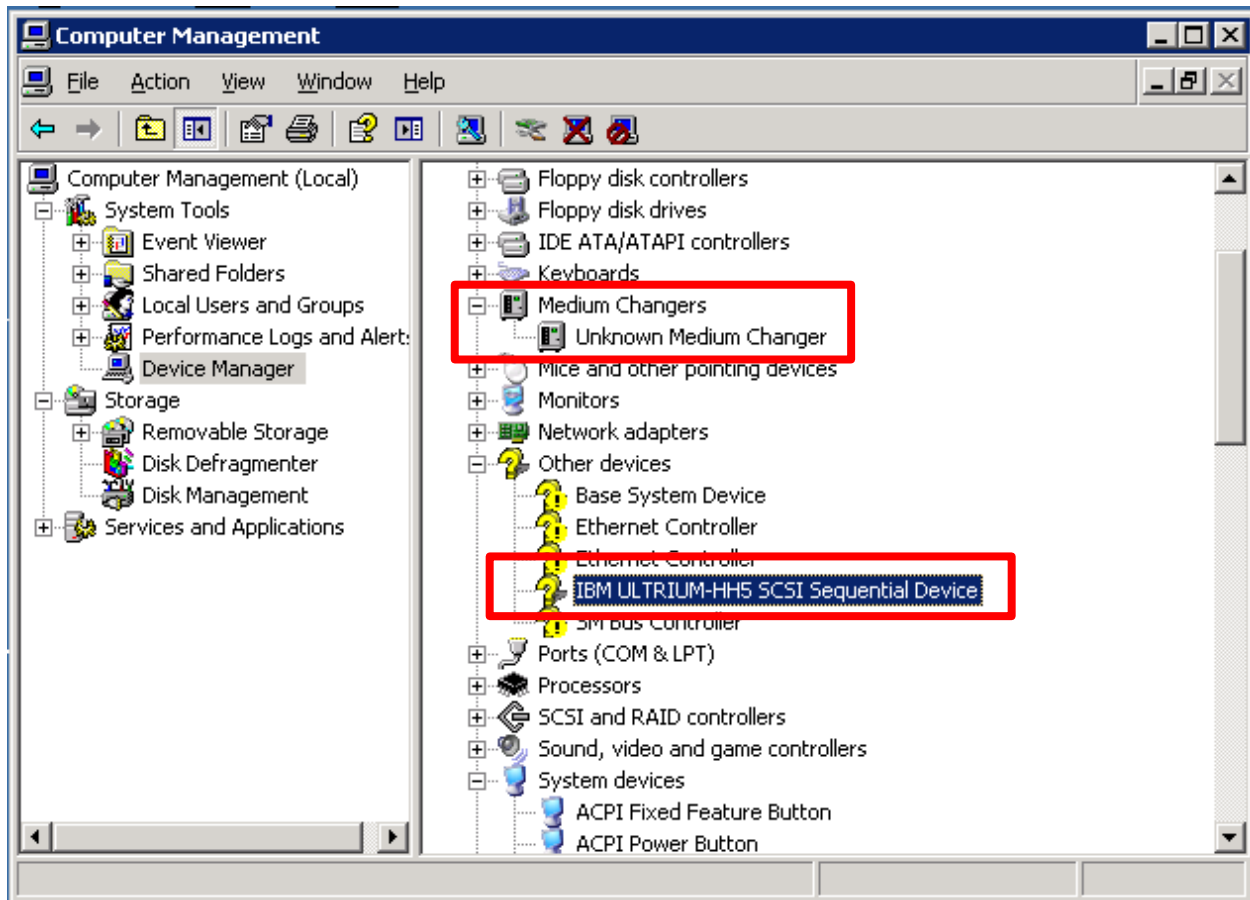 Computer Management
File Action View Window Help
Computer Management (Local)
System Tools
Event Viewer
Shared Folders
Local Users and Groups
Performance Logs and Alert:
Device Manager
Storage
Removable Storage
Disk Defragmenter
Disk Management
Services and Applications
Floppy disk controllers
Floppy disk drives
IDE ATA/ATAPI controllers
Keyboards
Medium Changers
Unknown Medium Changer
Mice and other pointing devices
Monitors
Network adapters
Other devices
Base System Device
Ethernet Controller
Ethernet Controller
IBM ULTRIUM-HH5 SCSI Sequential Device
SM Bus Controller
Ports (COM & LPT)
Processors
SCSI and RAID controllers
Sound, video and game controllers
System devices
ACPI Fixed Feature Button
ACPI Power Button